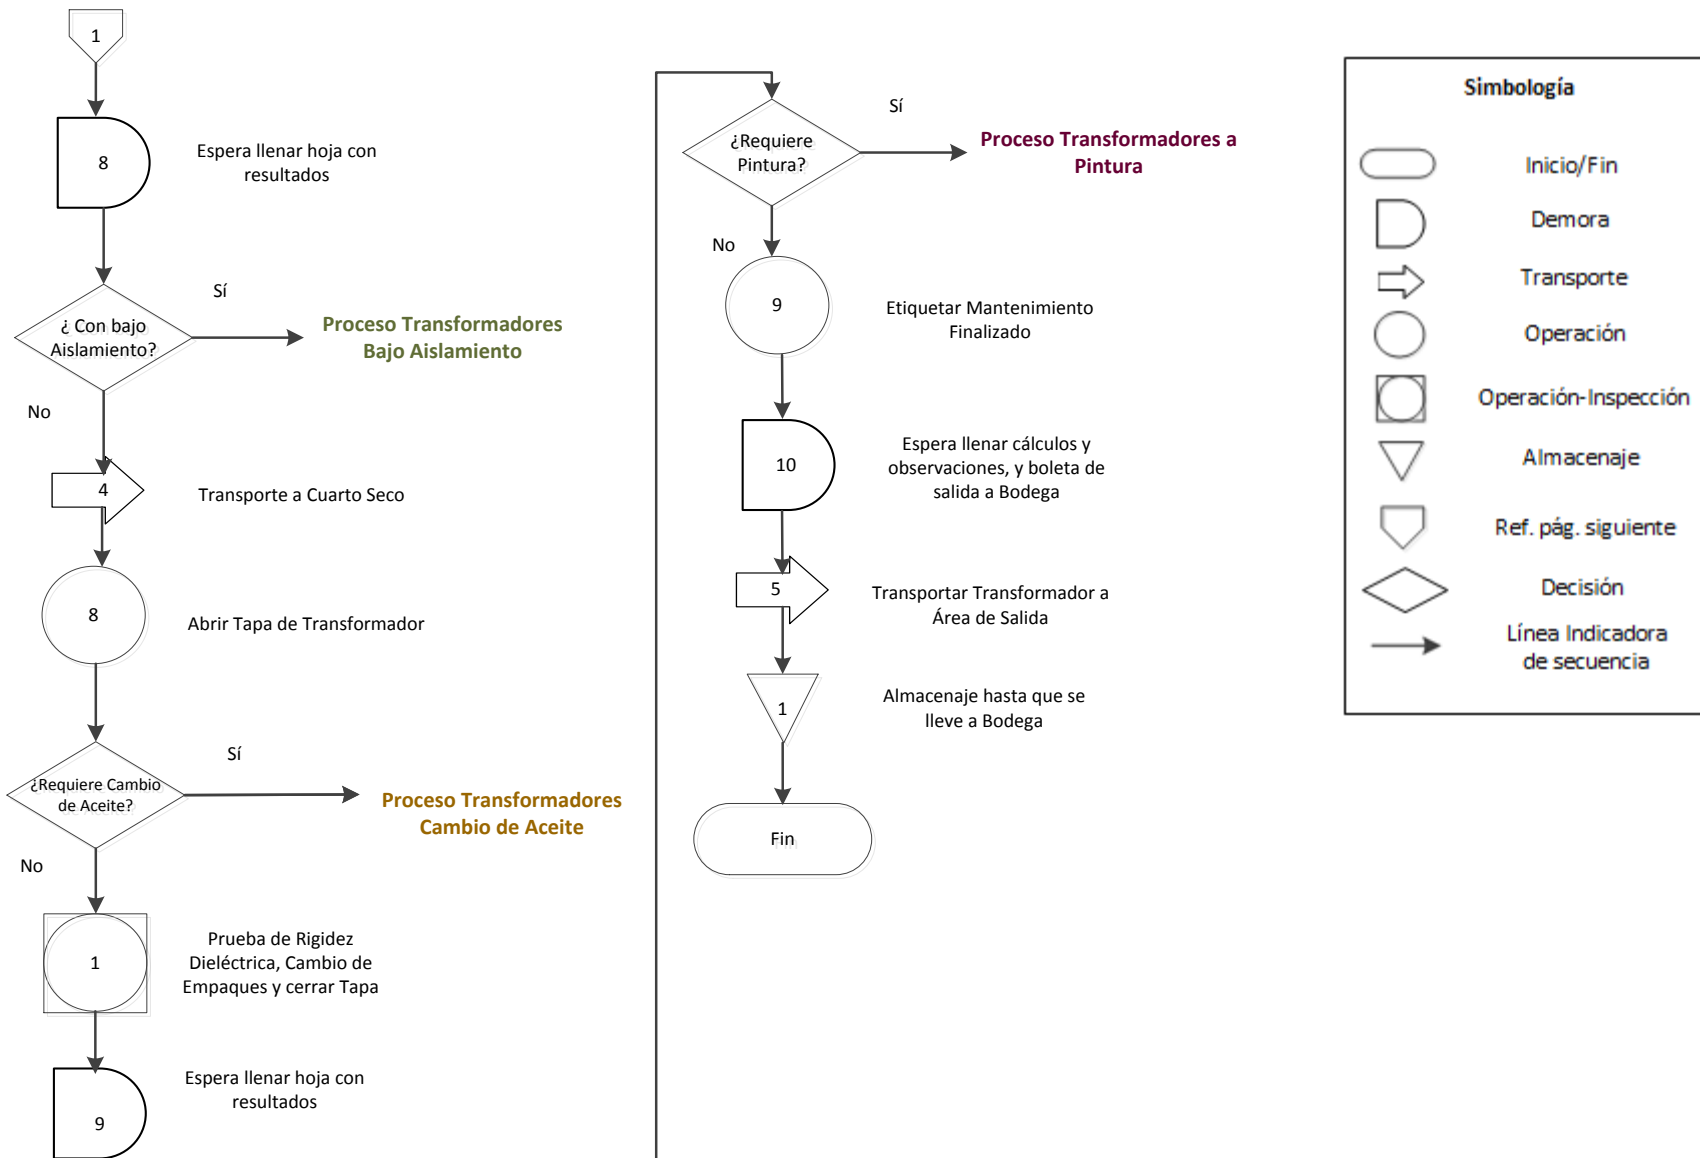 1
8
Espera llenar hoja con
resultados
Sí
¿ Con bajo
Aislamiento?
Proceso Transformadores
Bajo Aislamiento
No
4
Transporte a Cuarto Seco
8
Abrir Tapa de Transformador
Sí
¿Requiere Cambio
de Aceite?
Proceso Transformadores
Cambio de Aceite
No
1
Prueba de Rigidez
Dieléctrica, Cambio de
Empaques y cerrar Tapa
9
Espera llenar hoja con
resultados
Sí
¿Requiere
Pintura?
Proceso Transformadores a
Pintura
No
9
Etiquetar Mantenimiento
Finalizado
10
Espera llenar cálculos y
observaciones, y boleta de
salida a Bodega
5
Transportar Transformador a
Área de Salida
1
Almacenaje hasta que se
lleve a Bodega
Fin
Simbología
Inicio/Fin
Demora
Transporte
Operación
Operación-Inspección
Almacenaje
Ref. pág. siguiente
Decisión
Línea Indicadora
de secuencia